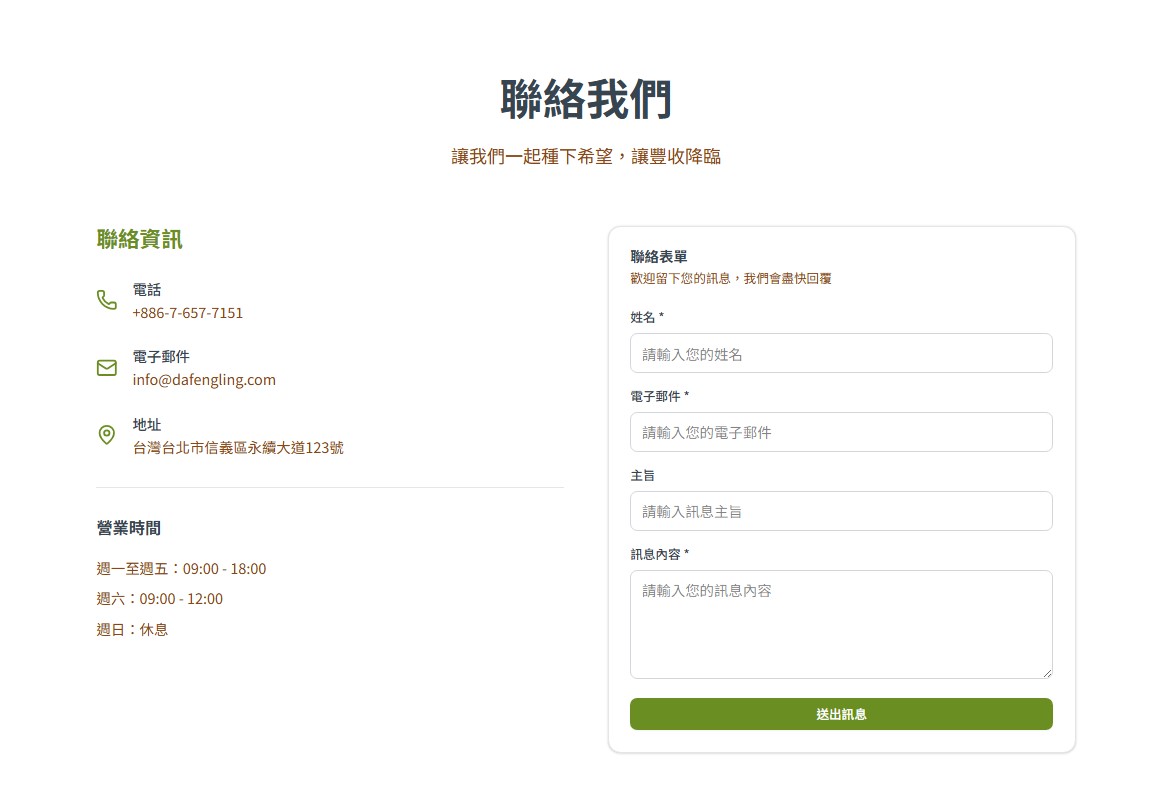 聯絡我們
讓我們一起種下希望，讓豐收降臨
聯絡資訊
電話
+886-7-657-7151
電子郵件
info@dafengling.com
地址
台灣台北市信義區永續大道123號
營業時間
週一至週五：09:00 - 18:00
週六：09:00 - 12:00
週日：休息
聯絡表單
歡迎留下您的訊息，我們會盡快回覆
姓名 *
請輸入您的姓名
電子郵件 *
請輸入您的電子郵件
主旨
請輸入訊息主旨
訊息內容 *
請輸入您的訊息內容
送出訊息